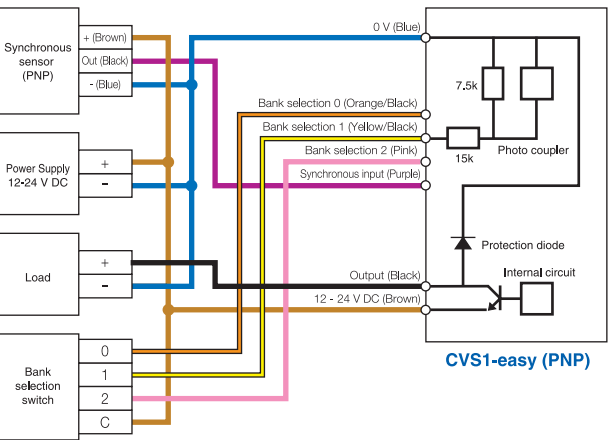 Synchronous
sensor
(PNP)
+ (Brown)
Out (Black)
- (Blue)
Power Supply
12-24 V DC
+
-
Load
+
-
Bank
selection
switch
0
1
2
C
0 V (Blue)
Bank selection 0 (Orange/Black)
Bank selection 1 (Yellow/Black)
Bank selection 2 (Pink)
Synchronous input (Purple)
Output (Black)
12 - 24 V DC (Brown)
7.5k
15k
Photo coupler
Protection diode
Internal circuit
CVS1-easy (PNP)